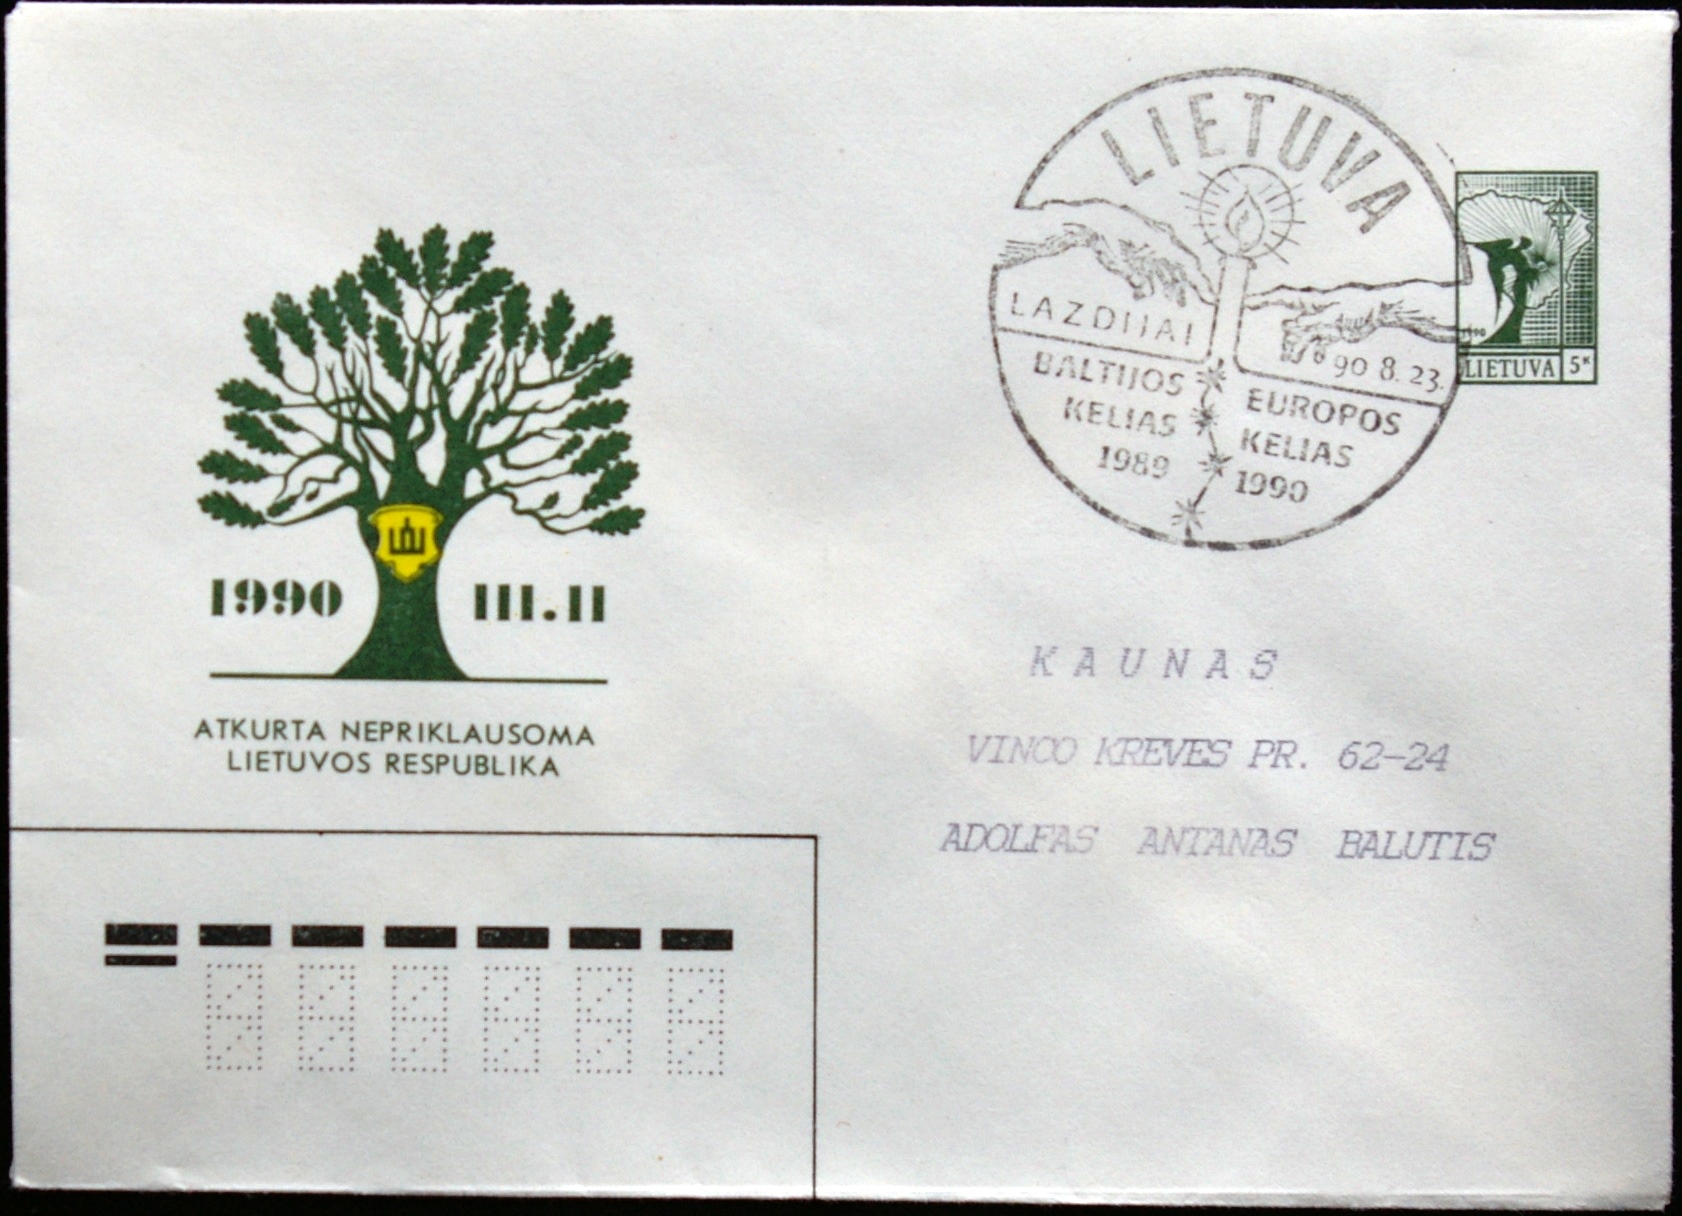 LIETUVA
LAZDIJAI
90 8. 23.
BALTIJOS
KELIAS
1989
EUROPOS
KELIAS
1990
LIETUVA 5K
1990 III.11
ATKURTA NEPRIKLAUSOMA
LIETUVOS RESPUBLIKA
KAUNAS
VINCO KREVES PR. 62-24
ADOLFAS ANTANAS BALUTIS